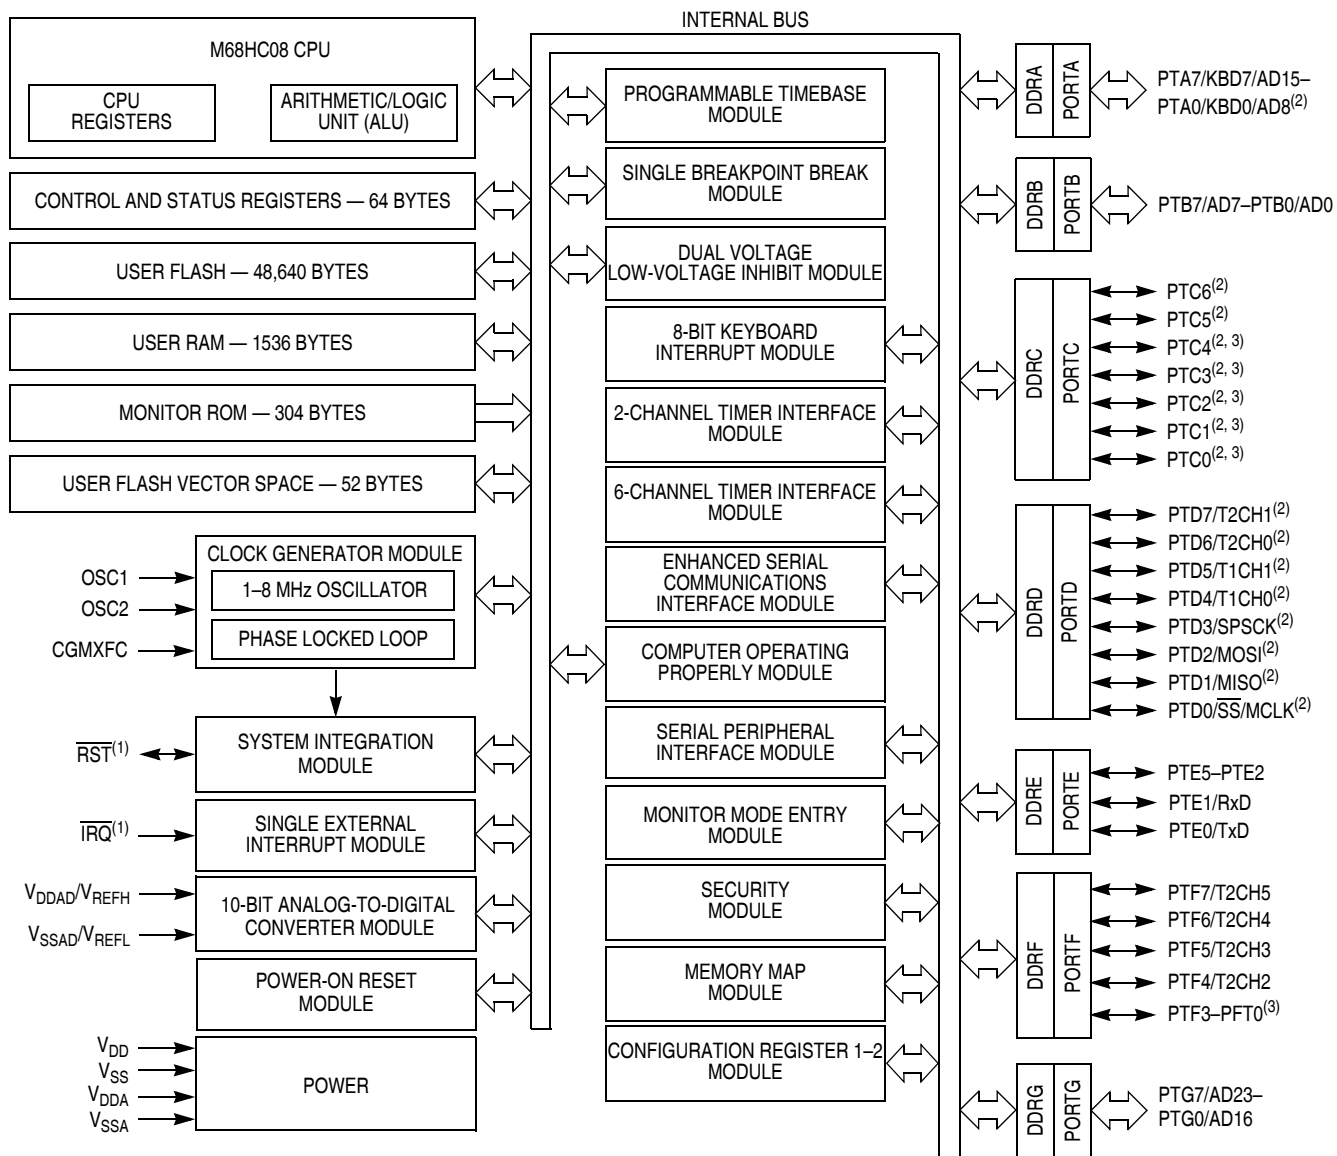 INTERNAL BUS
M68HC08 CPU
CPU
REGISTERS
ARITHMETIC/LOGIC
UNIT (ALU)
CONTROL AND STATUS REGISTERS — 64 BYTES
USER FLASH — 48,640 BYTES
USER RAM — 1536 BYTES
MONITOR ROM — 304 BYTES
USER FLASH VECTOR SPACE — 52 BYTES
CLOCK GENERATOR MODULE
1–8 MHz OSCILLATOR
PHASE LOCKED LOOP
OSC1
OSC2
CGMXFC
SYSTEM INTEGRATION
MODULE
R̅S̅T̅(1)
SINGLE EXTERNAL
INTERRUPT MODULE
I̅R̅Q̅(1)
10-BIT ANALOG-TO-DIGITAL
CONVERTER MODULE
VDDAD/VREFH
VSSAD/VREFL
POWER-ON RESET
MODULE
POWER
VDD
VSS
VDDA
VSSA
PROGRAMMABLE TIMEBASE
MODULE
SINGLE BREAKPOINT BREAK
MODULE
DUAL VOLTAGE
LOW-VOLTAGE INHIBIT MODULE
8-BIT KEYBOARD
INTERRUPT MODULE
2-CHANNEL TIMER INTERFACE
MODULE
6-CHANNEL TIMER INTERFACE
MODULE
ENHANCED SERIAL
COMMUNICATIONS
INTERFACE MODULE
COMPUTER OPERATING
PROPERLY MODULE
SERIAL PERIPHERAL
INTERFACE MODULE
MONITOR MODE ENTRY
MODULE
SECURITY
MODULE
MEMORY MAP
MODULE
CONFIGURATION REGISTER 1–2
MODULE
DDRA
PORTA
PTA7/KBD7/AD15–
PTA0/KBD0/AD8(2)
DDRB
PORTB
PTB7/AD7–PTB0/AD0
DDRC
PORTC
PTC6(2)
PTC5(2)
PTC4(2, 3)
PTC3(2, 3)
PTC2(2, 3)
PTC1(2, 3)
PTC0(2, 3)
DDRD
PORTD
PTD7/T2CH1(2)
PTD6/T2CH0(2)
PTD5/T1CH1(2)
PTD4/T1CH0(2)
PTD3/SPSCK(2)
PTD2/MOSI(2)
PTD1/MISO(2)
PTD0/S̅S̅/MCLK(2)
DDRE
PORTE
PTE5–PTE2
PTE1/RxD
PTE0/TxD
DDRF
PORTF
PTF7/T2CH5
PTF6/T2CH4
PTF5/T2CH3
PTF4/T2CH2
PTF3–PFT0(3)
DDRG
PORTG
PTG7/AD23–
PTG0/AD16